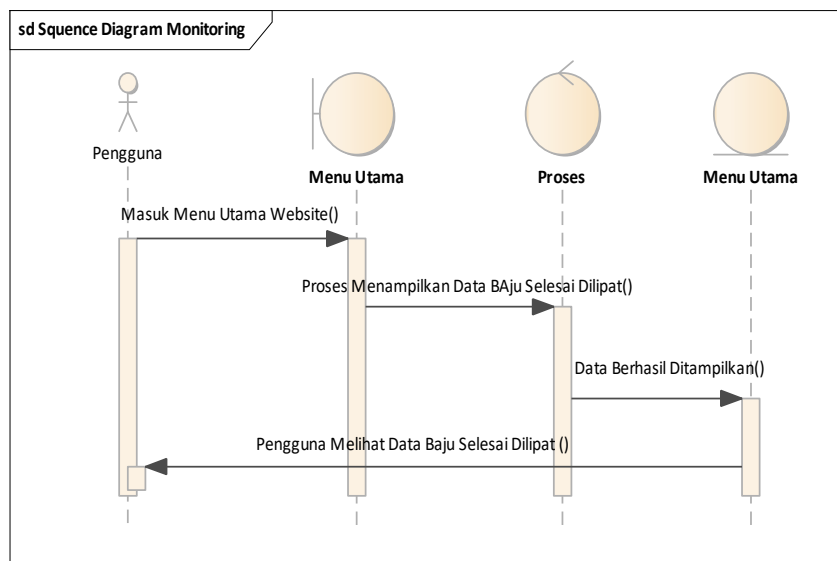 sd Squence Diagram Monitoring
Pengguna
Menu Utama
Proses
Menu Utama
Masuk Menu Utama Website()
Proses Menampilkan Data BAju Selesai Dilipat()
Data Berhasil Ditampilkan()
Pengguna Melihat Data Baju Selesai Dilipat ()